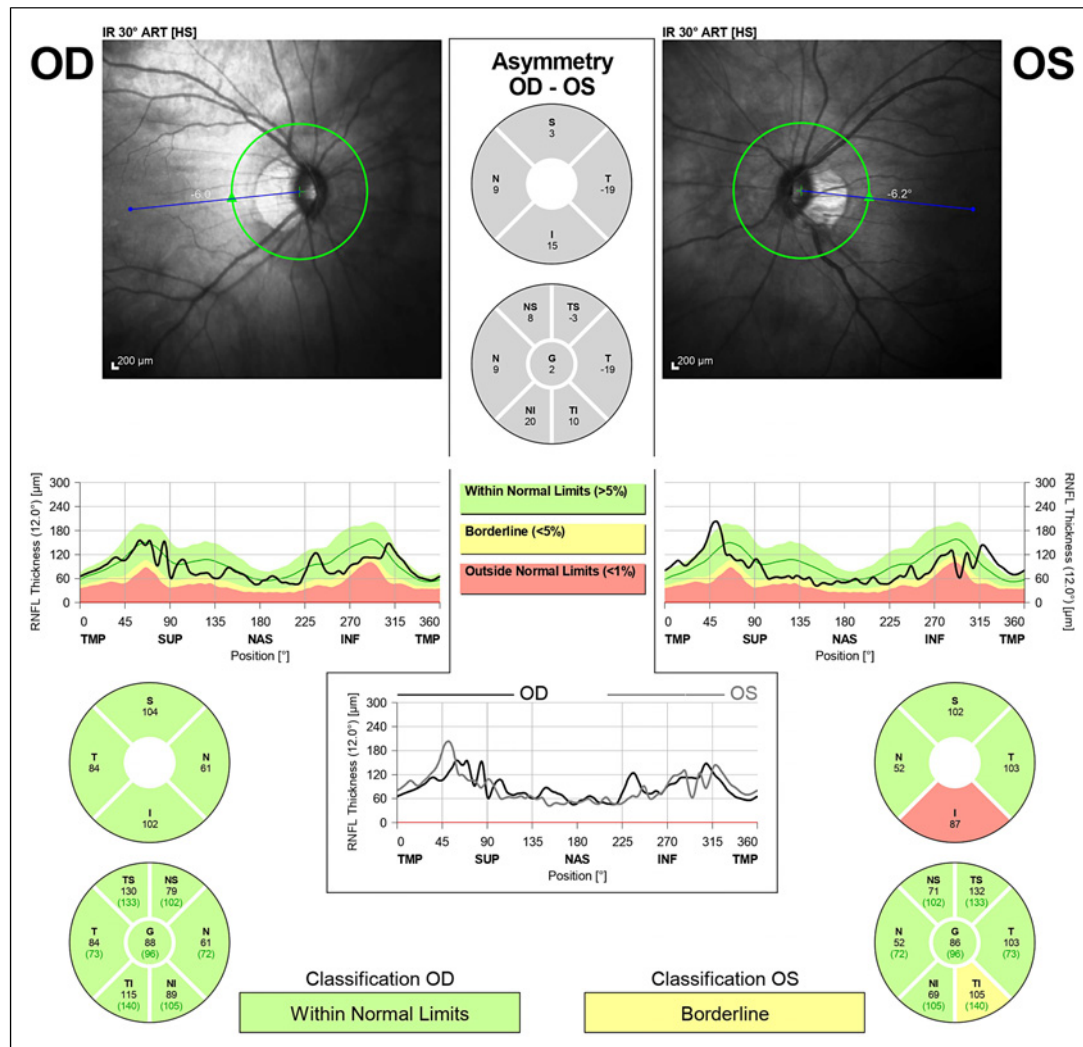 IR 30° ART [HS]
OD
-6.0
200 µm
Asymmetry
OD - OS
S
3
N
9
T
-19
I
15
NS
8
TS
-3
N
9
G
2
T
-19
NI
20
TI
10
IR 30° ART [HS]
OS
-6.2°
200 µm
RNFL Thickness (12.0°) [µm]
300
240
180
120
60
0
0 45 90 135 180 225 270 315 360
TMP SUP NAS INF TMP
Position [°]
Within Normal Limits (>5%)
Borderline (<5%)
Outside Normal Limits (<1%)
300
240
180
120
60
0
RNFL Thickness (12.0°) [µm]
0 45 90 135 180 225 270 315 360
TMP SUP NAS INF TMP
Position [°]
OD OS
RNFL Thickness (12.0°) [µm]
300
240
180
120
60
0
0 45 90 135 180 225 270 315 360
TMP SUP NAS INF TMP
Position [°]
S
104
T
84
N
61
I
102
S
102
N
52
T
103
I
87
TS
130
(133)
NS
79
(102)
T
84
(73)
G
88
(96)
N
61
(72)
TI
115
(140)
NI
89
(105)
Classification OD
Within Normal Limits
Classification OS
Borderline
NS
71
(102)
TS
132
(133)
N
52
(72)
G
86
(96)
T
103
(73)
NI
69
(105)
TI
105
(140)